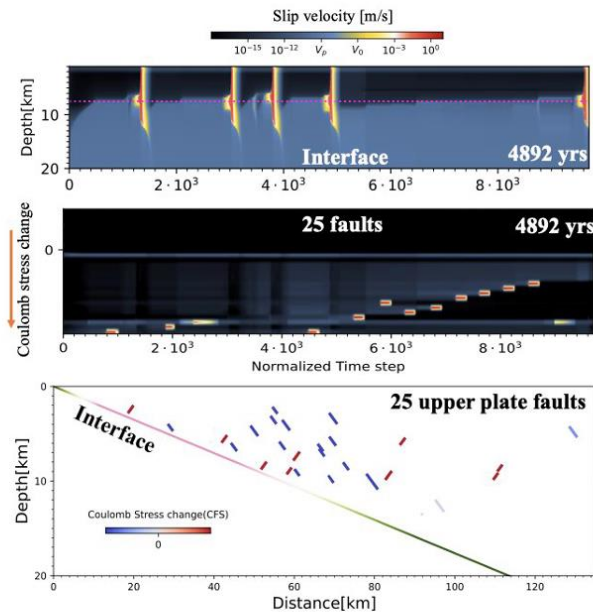 Slip velocity [m/s]
10⁻¹⁵ 10⁻¹² Vₚ V₀ 10⁻³ 10⁰
Depth[km]
10
20
Interface
4892 yrs
0 2·10³ 4·10³ 6·10³ 8·10³
Coulomb stress change
0
25 faults
4892 yrs
0 2·10³ 4·10³ 6·10³ 8·10³
Normalized Time step
Depth[km]
0
10
20
Interface
25 upper plate faults
Coulomb Stress change(CFS)
0
0 20 40 60 80 100 120
Distance[km]